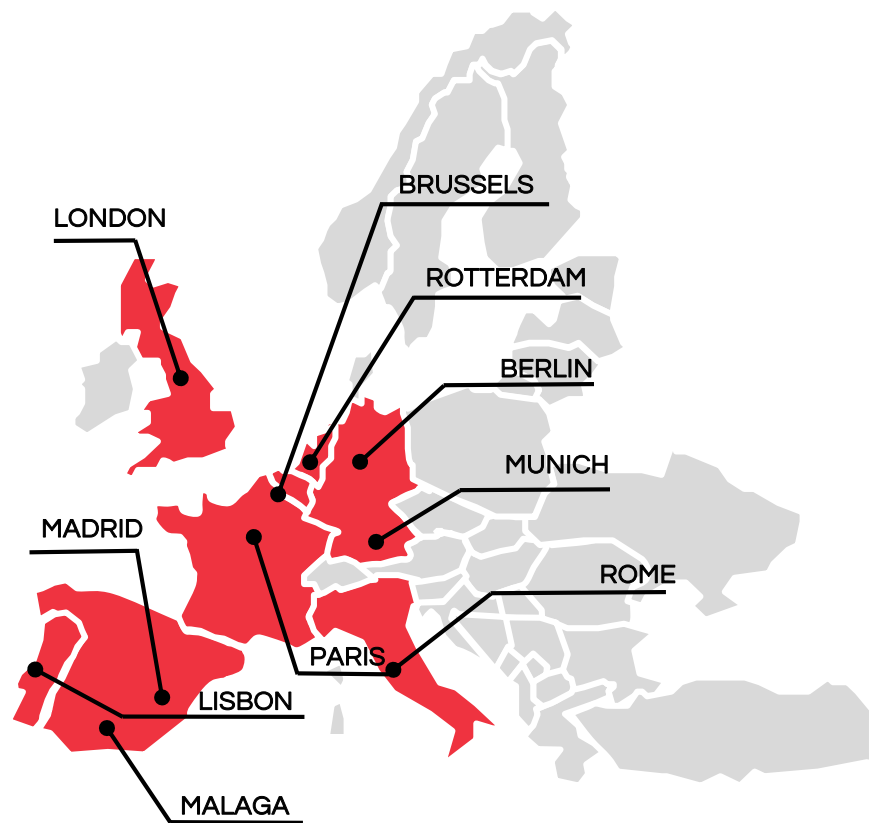 BRUSSELS
LONDON
ROTTERDAM
BERLIN
MUNICH
MADRID
ROME
PARIS
LISBON
MALAGA